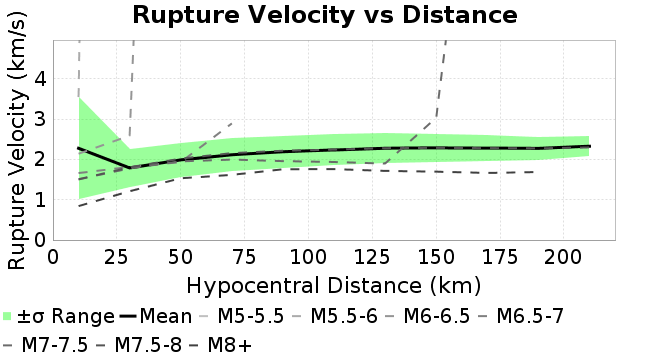 Rupture Velocity vs Distance
Rupture Velocity (km/s)
4
3
2
1
0
0 25 50 75 100 125 150 175 200
Hypocentral Distance (km)
±σ Range Mean M5-5.5 M5.5-6 M6-6.5 M6.5-7
M7-7.5 M7.5-8 M8+